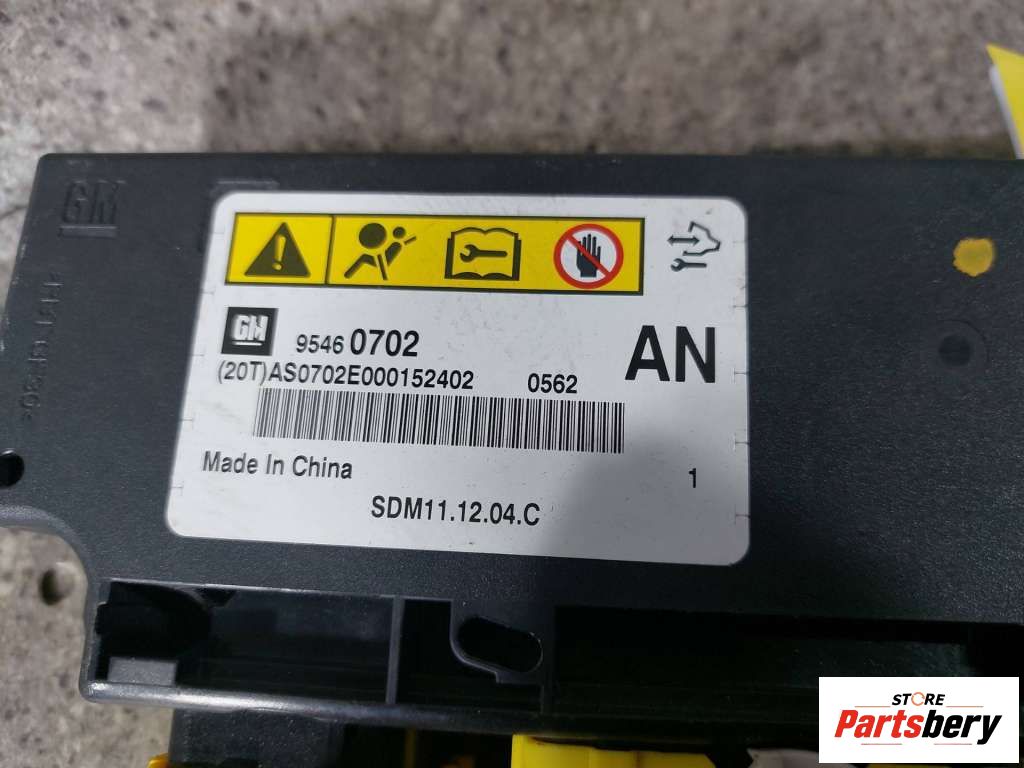 GM
GM 9546 0702 AN
(20T)AS0702E000152402 0562
Made In China
1
SDM11.12.04.C
STORE
Partsbery